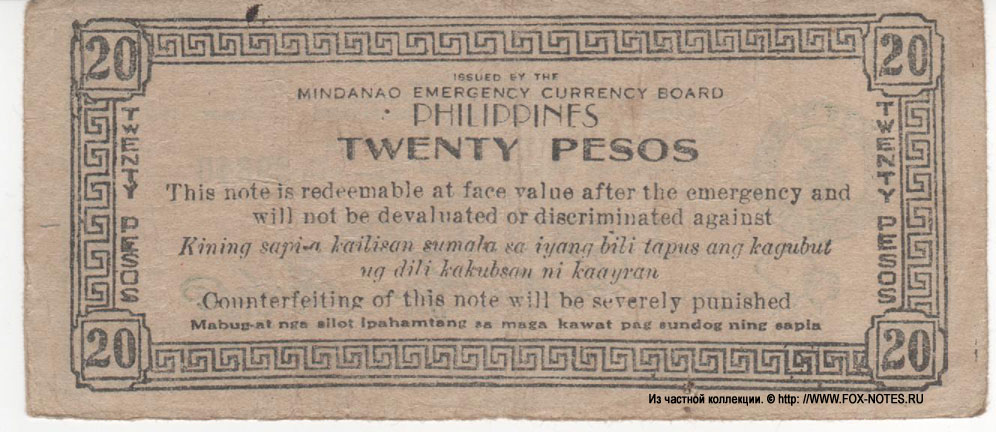 20
20
ISSUED BY THE
MINDANAO EMERGENCY CURRENCY BOARD
PHILIPPINES
TWENTY PESOS
TWENTY PESOS
TWENTY PESOS
This note is redeemable at face value after the emergency and
will not be devaluated or discriminated against
Kining sapi-a kailisan sumala sa iyang bili tapus ang kagubut
ug dili kakubsan ni kaayran
Counterfeiting of this note will be severely punished
Mabug-at nga silot ipahamtang sa maga kawat pag sundog ning sapia
20
20
Из частной коллекции. © http: //WWW.FOX-NOTES.RU